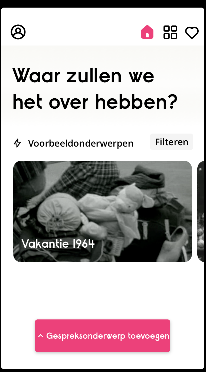 Waar zullen we
het over hebben?
Voorbeeldonderwerpen
Filteren
Vakantie 1964
Gespreksonderwerp toevoegen